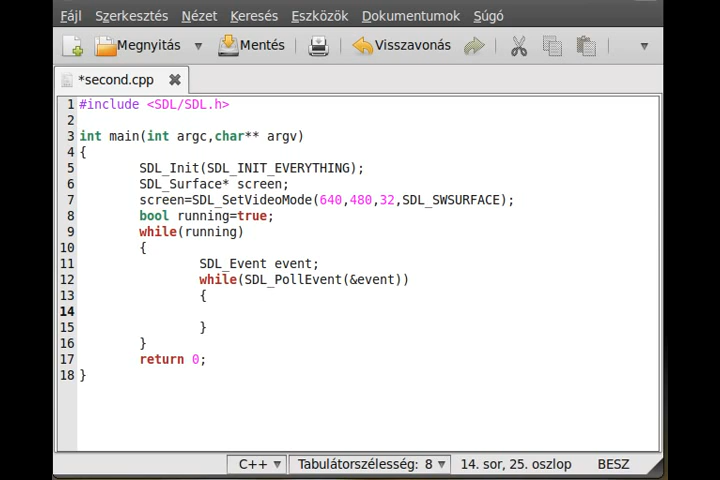 Fájl Szerkesztés Nézet Keresés Eszközök Dokumentumok Súgó
Megnyitás Mentés Visszavonás
*second.cpp
1 #include <SDL/SDL.h>
2
3 int main(int argc,char** argv)
4 {
5 SDL_Init(SDL_INIT_EVERYTHING);
6 SDL_Surface* screen;
7 screen=SDL_SetVideoMode(640,480,32,SDL_SWSURFACE);
8 bool running=true;
9 while(running)
10 {
11 SDL_Event event;
12 while(SDL_PollEvent(&event))
13 {
14
15 }
16 }
17 return 0;
18 }
C++ Tabulátorszélesség: 8 14. sor, 25. oszlop BESZ